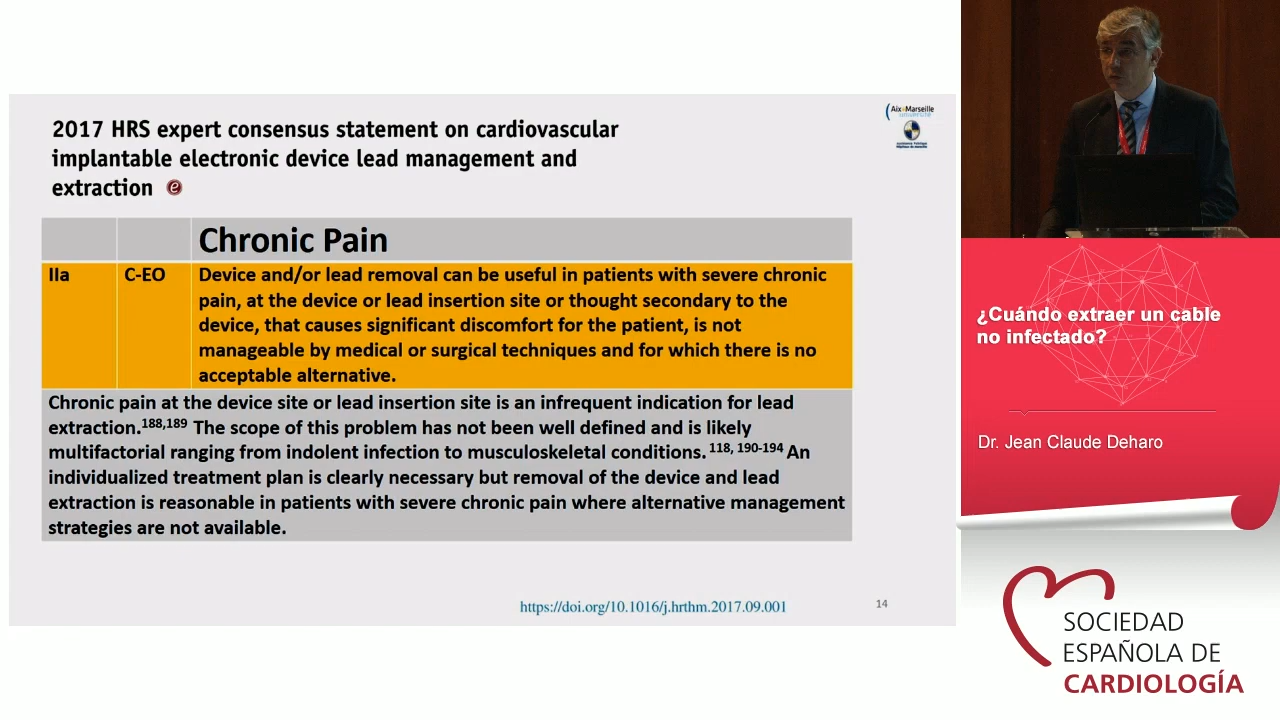 2017 HRS expert consensus statement on cardiovascular
implantable electronic device lead management and
extraction e
Aix*Marseille
université
Chronic Pain
IIa
C-EO
Device and/or lead removal can be useful in patients with severe chronic
pain, at the device or lead insertion site or thought secondary to the
device, that causes significant discomfort for the patient, is not
manageable by medical or surgical techniques and for which there is no
acceptable alternative.
Chronic pain at the device site or lead insertion site is an infrequent indication for lead
extraction.188,189 The scope of this problem has not been well defined and is likely
multifactorial ranging from indolent infection to musculoskeletal conditions. 118, 190-194 An
individualized treatment plan is clearly necessary but removal of the device and lead
extraction is reasonable in patients with severe chronic pain where alternative management
strategies are not available.
https://doi.org/10.1016/j.hrthm.2017.09.001
14
¿Cuándo extraer un cable
no infectado?
Dr. Jean Claude Deharo
SOCIEDAD
ESPAÑOLA DE
CARDIOLOGÍA